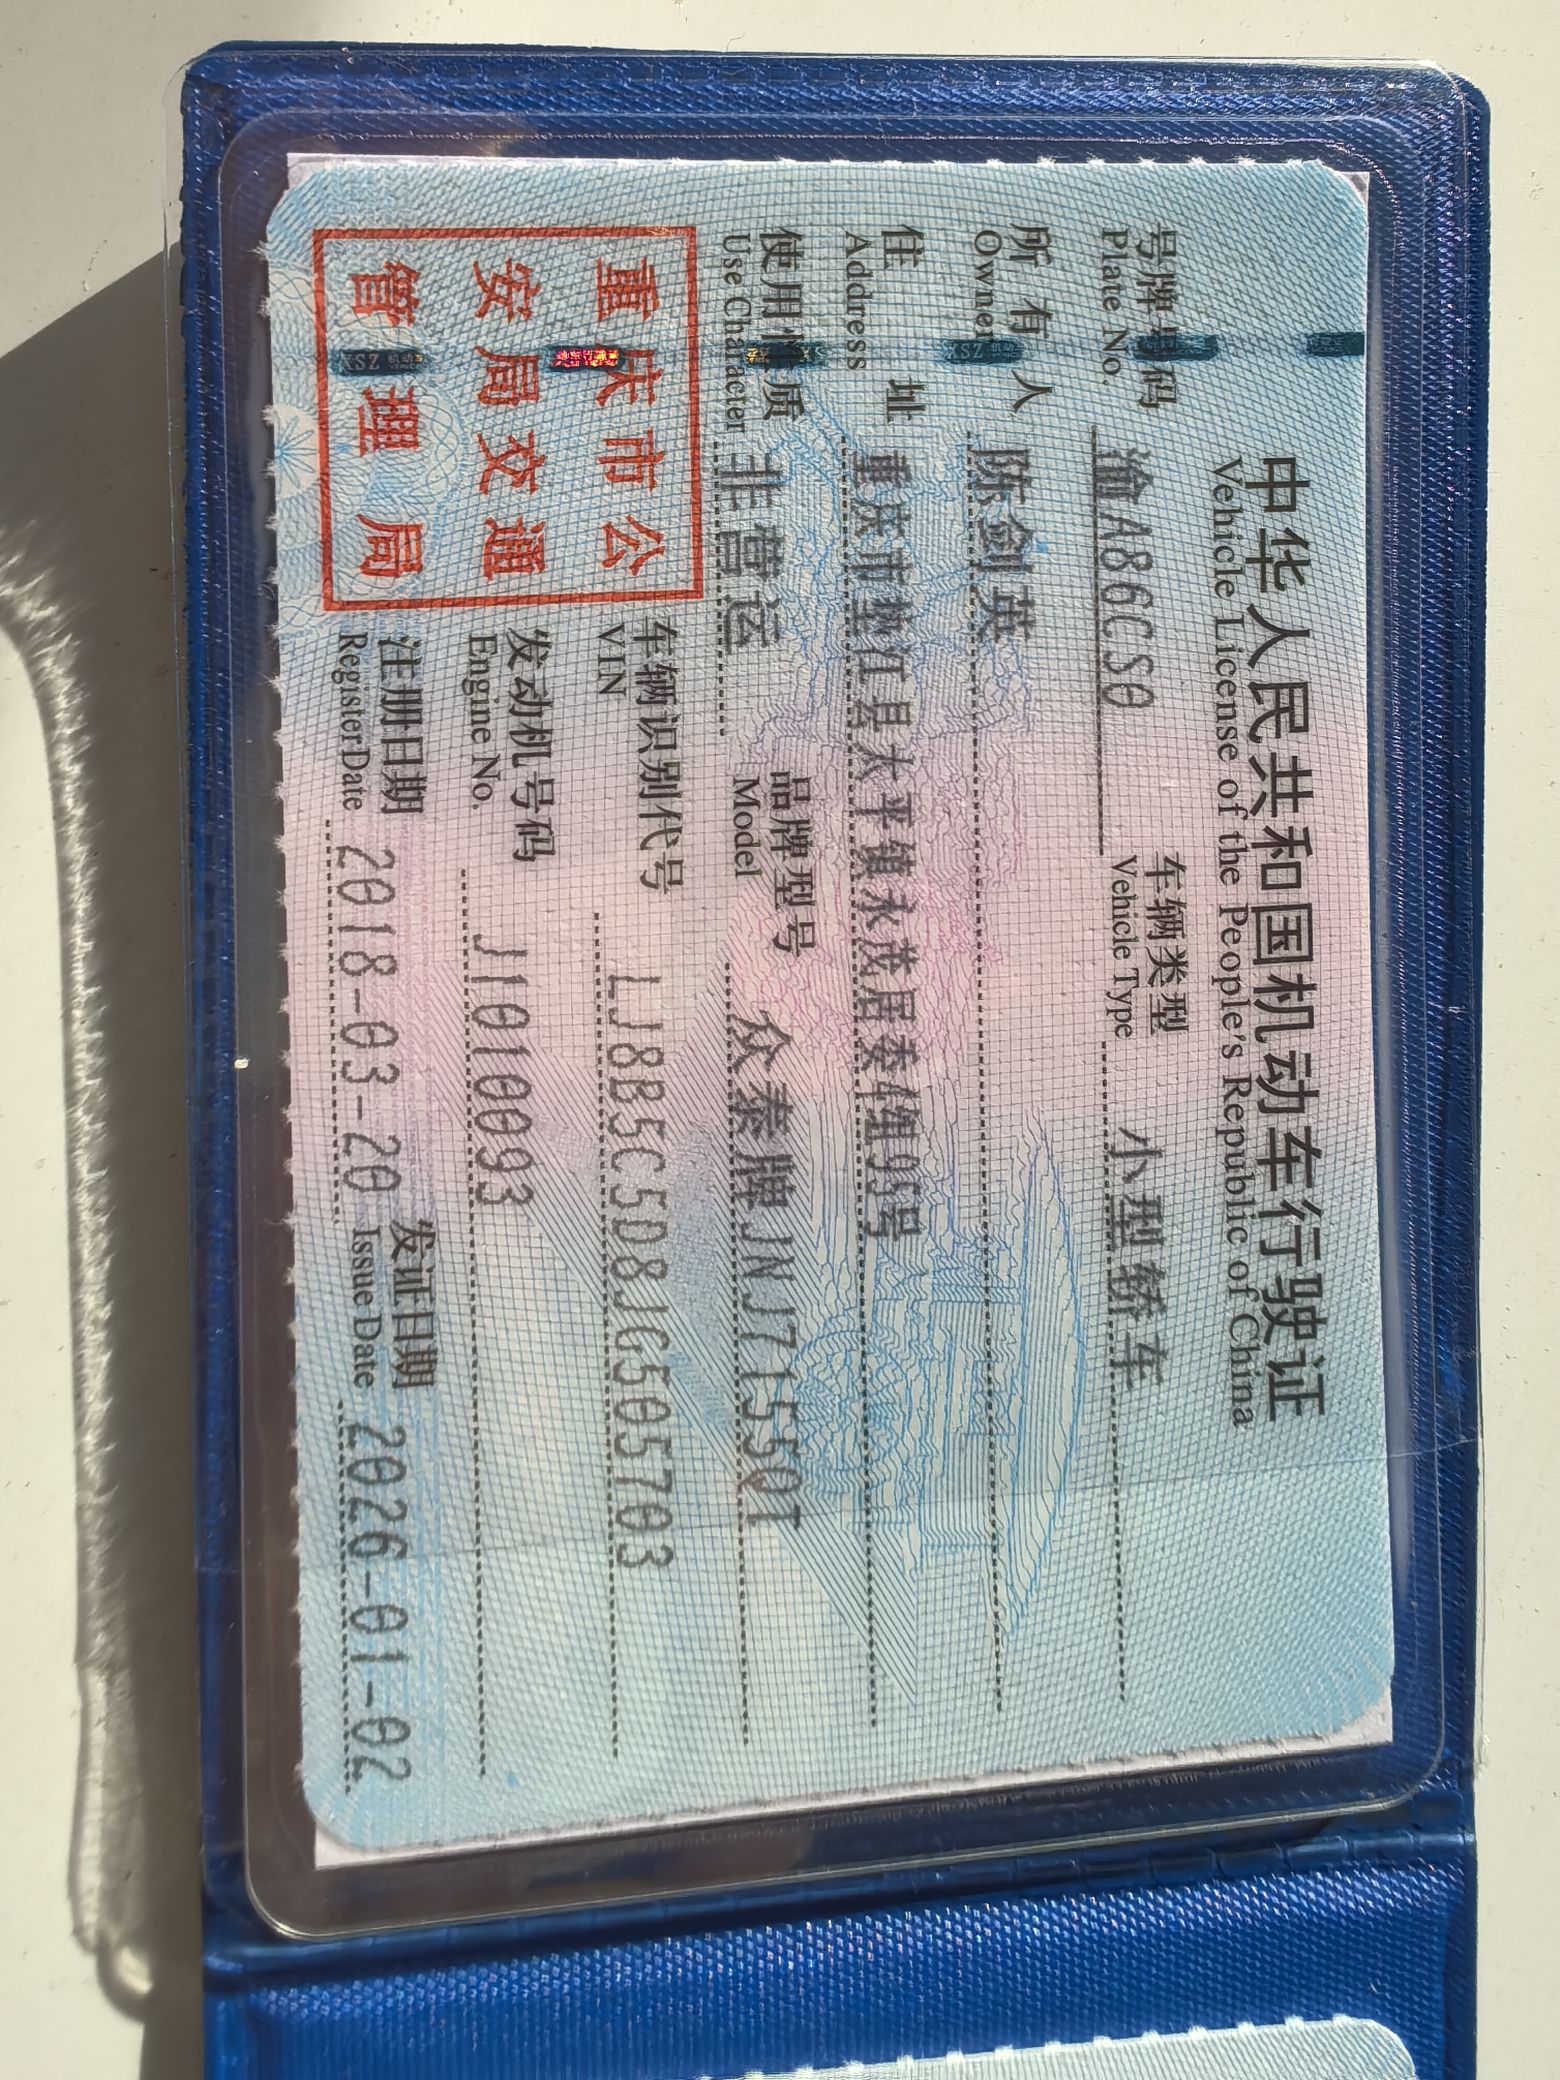 中华人民共和国机动车行驶证
Vehicle License of the People's Republic of China
号牌号码 渝A86CS0 车辆类型 小型轿车
Plate No. Vehicle Type
所有人 陈剑英
Owner
住址 重庆市垫江县太平镇永茂居委4组95号
Address
使用性质 非营运 品牌型号 众泰牌JNJ7155QT
Use Character Model
重庆市公
安局交通
管理局
车辆识别代号 LJ8B5C5D8JG505703
VIN
发动机号码 JI010093
Engine No.
注册日期 2018-03-20 发证日期 2026-01-02
Register Date Issue Date